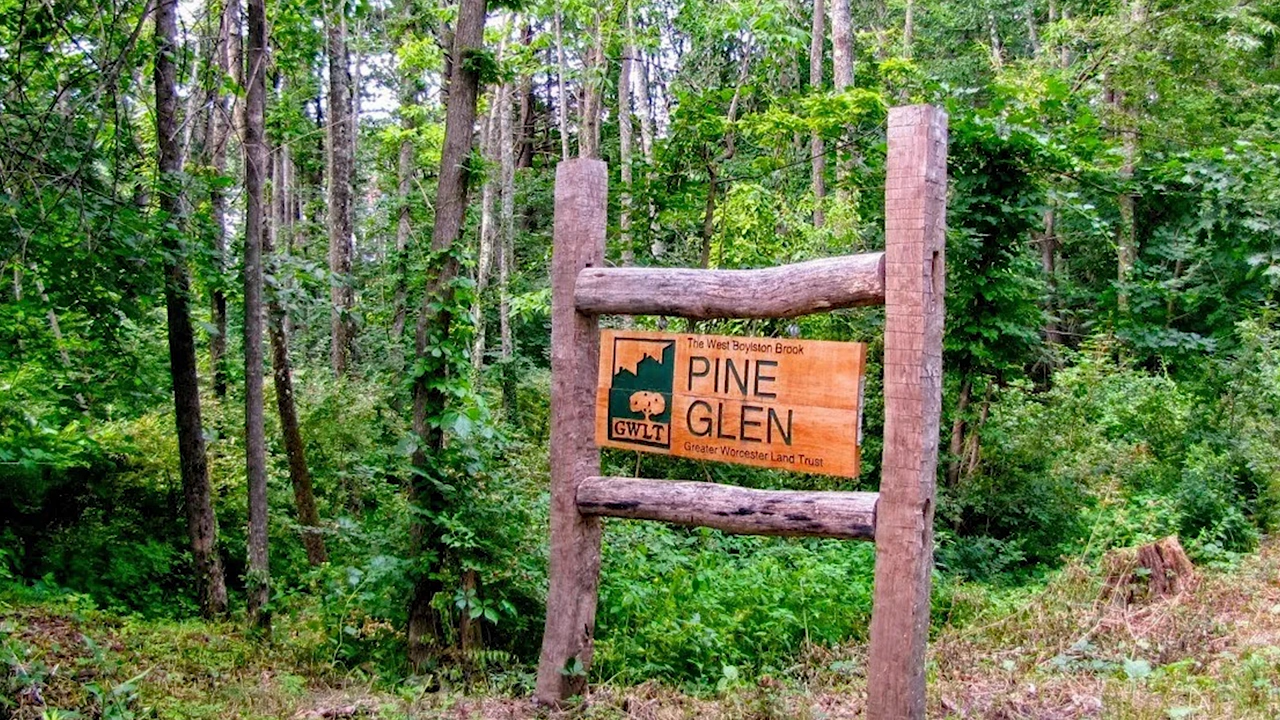 The West Boylston Brook
PINE
GLEN
GWLT
Greater Worcester Land Trust